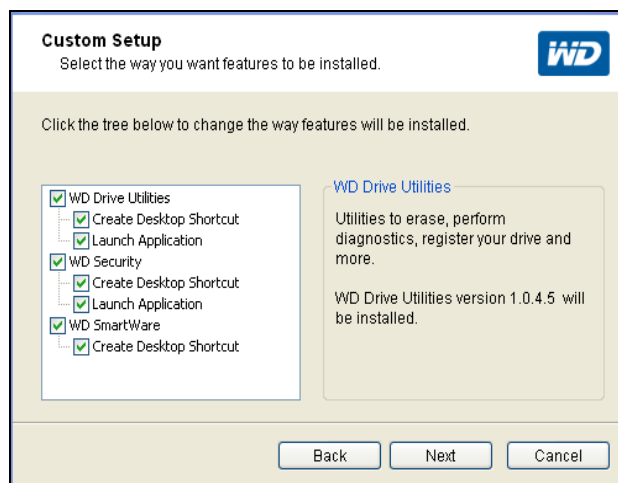 Custom Setup
Select the way you want features to be installed.
WD
Click the tree below to change the way features will be installed.
WD Drive Utilities
Create Desktop Shortcut
Launch Application
WD Security
Create Desktop Shortcut
Launch Application
WD SmartWare
Create Desktop Shortcut
WD Drive Utilities
Utilities to erase, perform
diagnostics, register your drive and
more.
WD Drive Utilities version 1.0.4.5 will
be installed.
Back
Next
Cancel